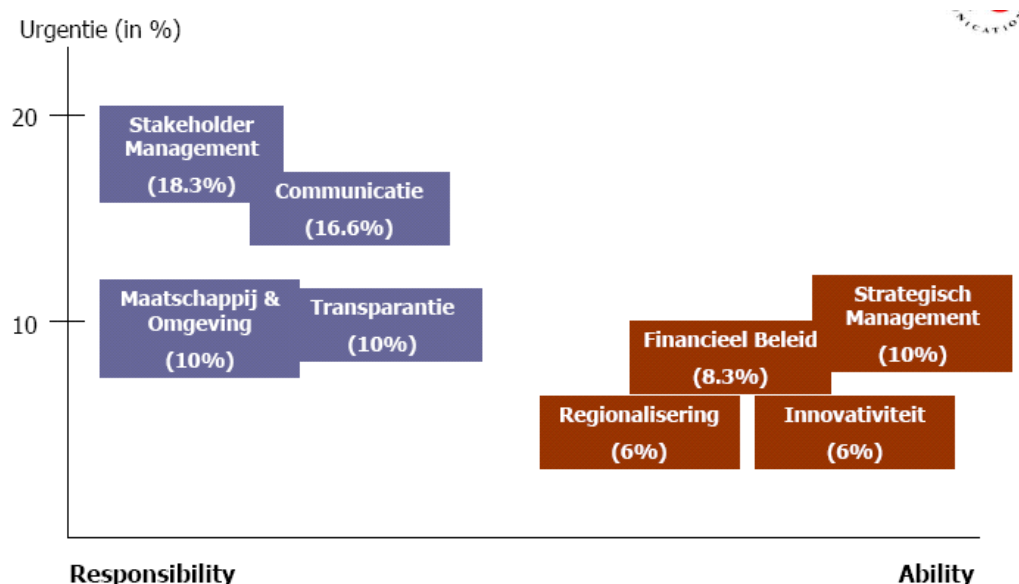 Urgentie (in %)
20
Stakeholder
Management
(18.3%)
Communicatie
(16.6%)
10
Maatschappij &
Omgeving
(10%)
Transparantie
(10%)
Strategisch
Management
(10%)
Financieel Beleid
(8.3%)
Regionalisering
(6%)
Innovativiteit
(6%)
Responsibility
Ability